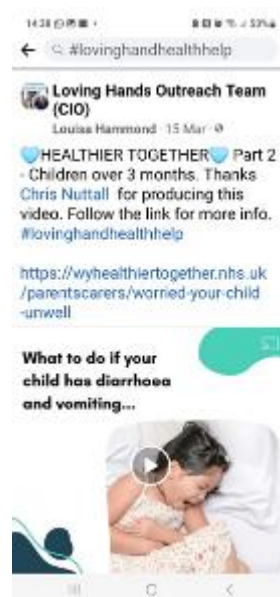 14:38
53%
#lovinghandhealthhelp
Loving Hands Outreach Team
(CIO)
Louise Hammond · 15 Mar ·
🩵HEALTHIER TOGETHER🩵 Part 2
- Children over 3 months. Thanks
Chris Nuttall for producing this
video. Follow the link for more info.
#lovinghandhealthhelp
https://wyhealthiertogether.nhs.uk
/parentscarers/worried-your-child
-unwell
What to do if your
child has diarrhoea
and vomiting...